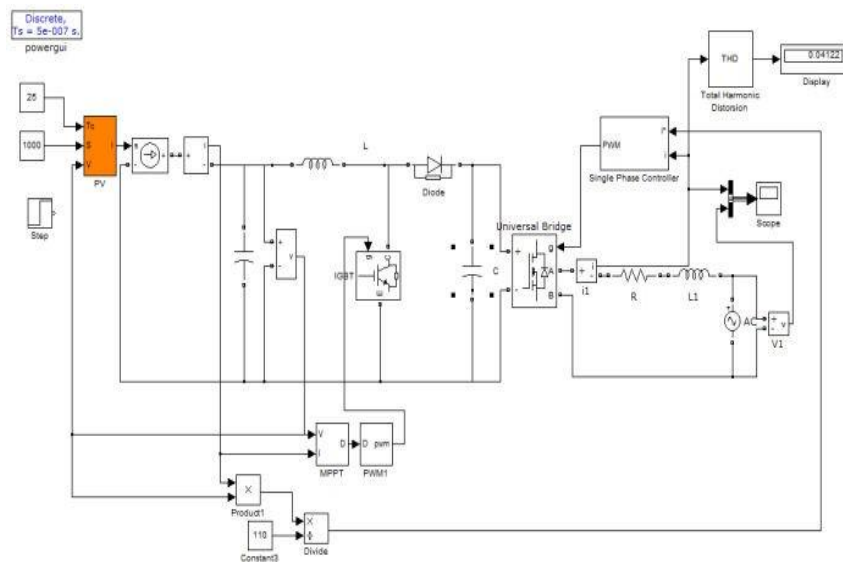 Discrete,
Ts = 5e-007 s.
powergui
25
1000
Tc
S
V
I
PV
Step
s
+
-
+
-
i
L
+
-
v
Diode
IGBT
g
C
E
C
Universal Bridge
+
-
g
A
B
PWM
I*
I
Single Phase Controller
THD
Total Harmonic
Distorsion
0.04122
Display
Scope
+
-
i
i1
R
L1
AC
+
-
v
V1
V
I
D
MPPT
D
pwm
PWM1
X
Product1
110
Constant3
X
÷
Divide